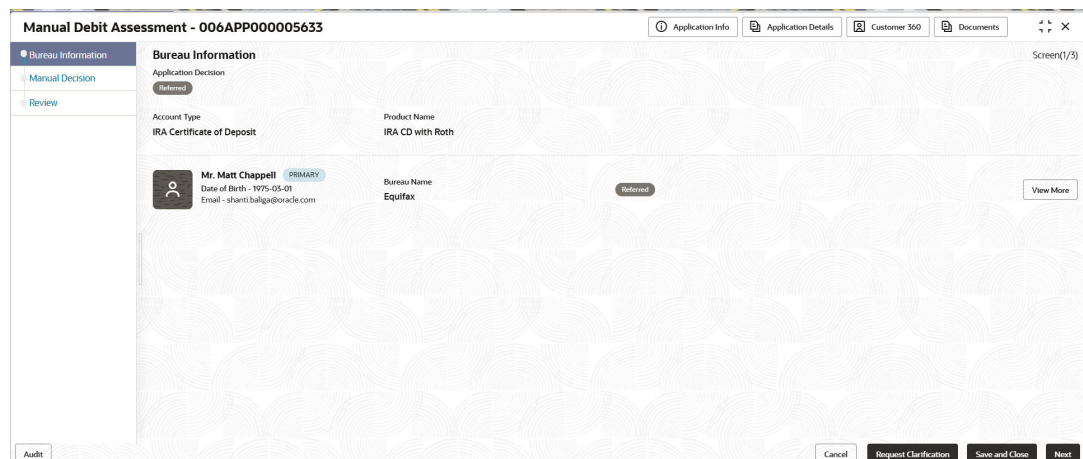 Manual Debit Assessment - 006APP000005633
Application Info
Application Details
Customer 360
Documents
Bureau Information
Manual Decision
Review
Bureau Information
Screen(1/3)
Application Decision
Referred
Account Type
Product Name
IRA Certificate of Deposit
IRA CD with Roth
Mr. Matt Chappell PRIMARY
Date of Birth - 1975-03-01
Email - shanti.baliga@oracle.com
Bureau Name
Equifax
Referred
View More
Audit
Cancel
Request Clarification
Save and Close
Next